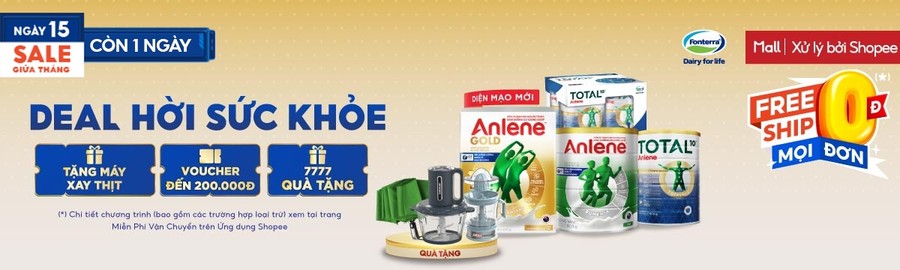 NGÀY 15
SALE
GIỮA THÁNG
CÒN 1 NGÀY
Fonterra
Dairy for life
Mall | Xử lý bởi Shopee
DEAL HỜI SỨC KHỎE
TẶNG MÁY
XAY THỊT
VOUCHER
ĐẾN 200.000Đ
7777
QUÀ TẶNG
(*) Chi tiết chương trình (bao gồm các trường hợp loại trừ) xem tại trang
Miễn Phí Vận Chuyển trên Ứng dụng Shopee
DIỆN MẠO MỚI
Anlene
GOLD
TOTAL 10
Anlene
Anlene
TOTAL 10
Anlene
QUÀ TẶNG
FREE
SHIP
0Đ
(*)
MỌI ĐƠN